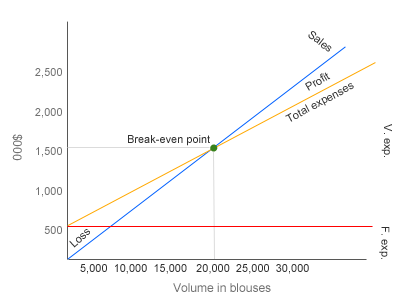 Sales
Profit
Total expenses
Break-even point
Loss
000$
2,500
2,000
1,500
1,000
500
V. exp.
F. exp.
5,000 10,000 15,000 20,000 25,000 30,000
Volume in blouses